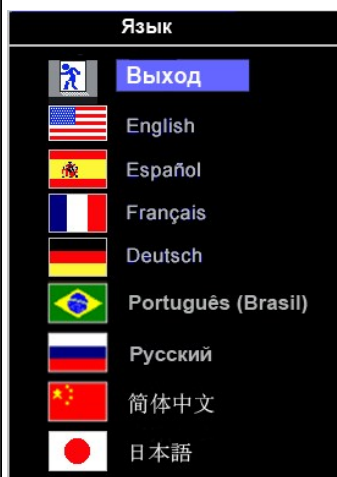 Язык
Выход
English
Español
Français
Deutsch
Português (Brasil)
Русский
简体中文
日本語